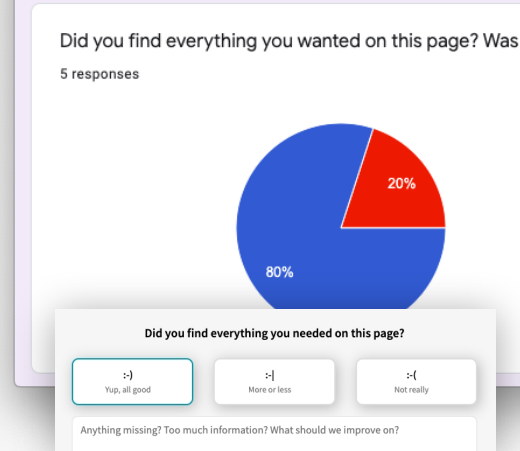 Did you find everything you wanted on this page? Was
5 responses
20%
80%
Did you find everything you needed on this page?
:-)
:-|
:-(
Yup, all good
More or less
Not really
Anything missing? Too much information? What should we improve on?